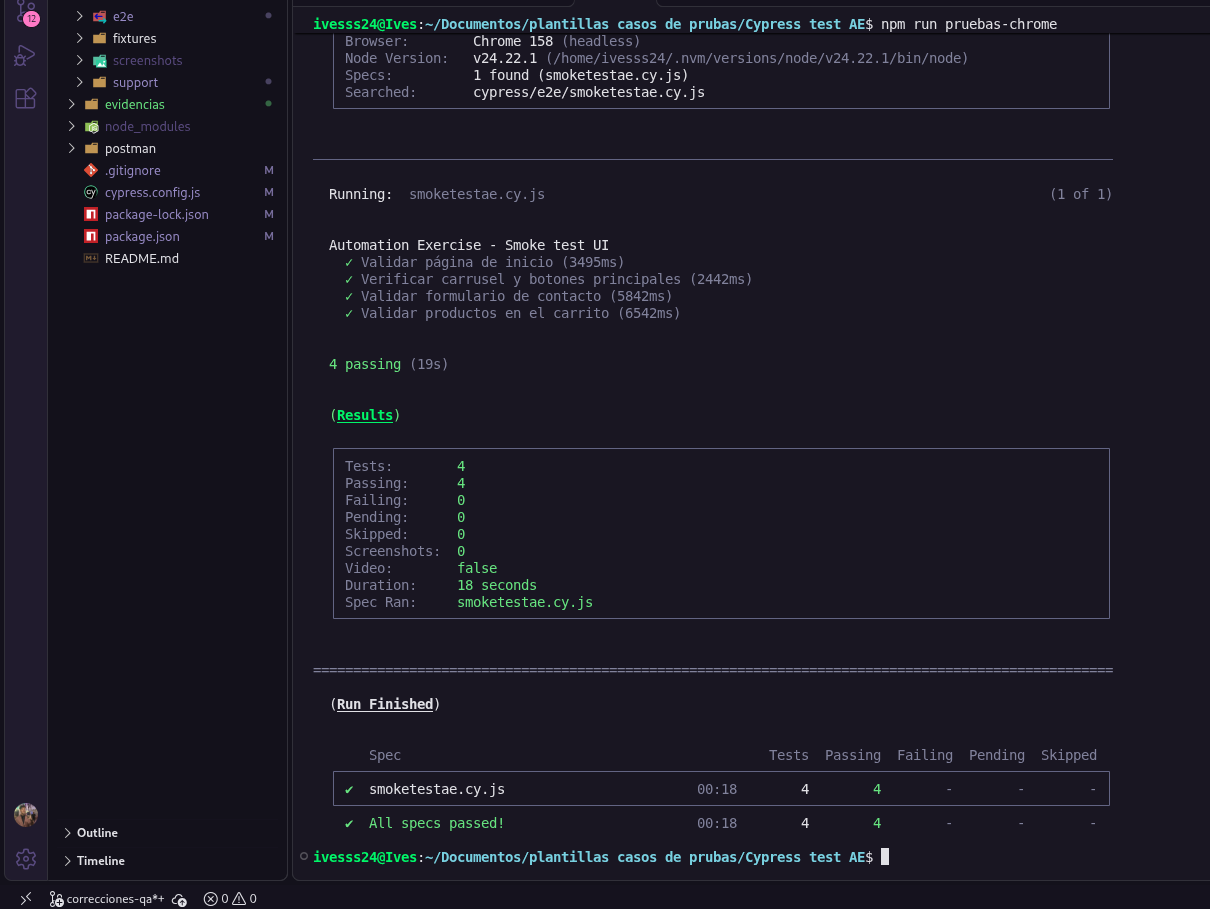 12
e2e
fixtures
screenshots
support
evidencias
node_modules
postman
.gitignore M
cypress.config.js M
package-lock.json M
package.json M
README.md
Outline
Timeline
ivesss24@Ives:~/Documentos/plantillas casos de prubas/Cypress test AE$ npm run pruebas-chrome
Browser: Chrome 158 (headless)
Node Version: v24.22.1 (/home/ivesss24/.nvm/versions/node/v24.22.1/bin/node)
Specs: 1 found (smoketestae.cy.js)
Searched: cypress/e2e/smoketestae.cy.js
Running: smoketestae.cy.js (1 of 1)
Automation Exercise - Smoke test UI
✓ Validar página de inicio (3495ms)
✓ Verificar carrusel y botones principales (2442ms)
✓ Validar formulario de contacto (5842ms)
✓ Validar productos en el carrito (6542ms)
4 passing (19s)
(Results)
Tests: 4
Passing: 4
Failing: 0
Pending: 0
Skipped: 0
Screenshots: 0
Video: false
Duration: 18 seconds
Spec Ran: smoketestae.cy.js
====================================================================================================
(Run Finished)
Spec Tests Passing Failing Pending Skipped
✔ smoketestae.cy.js 00:18 4 4 - - -
✔ All specs passed! 00:18 4 4 - - -
ivesss24@Ives:~/Documentos/plantillas casos de prubas/Cypress test AE$
correcciones-qa*+ 0 0